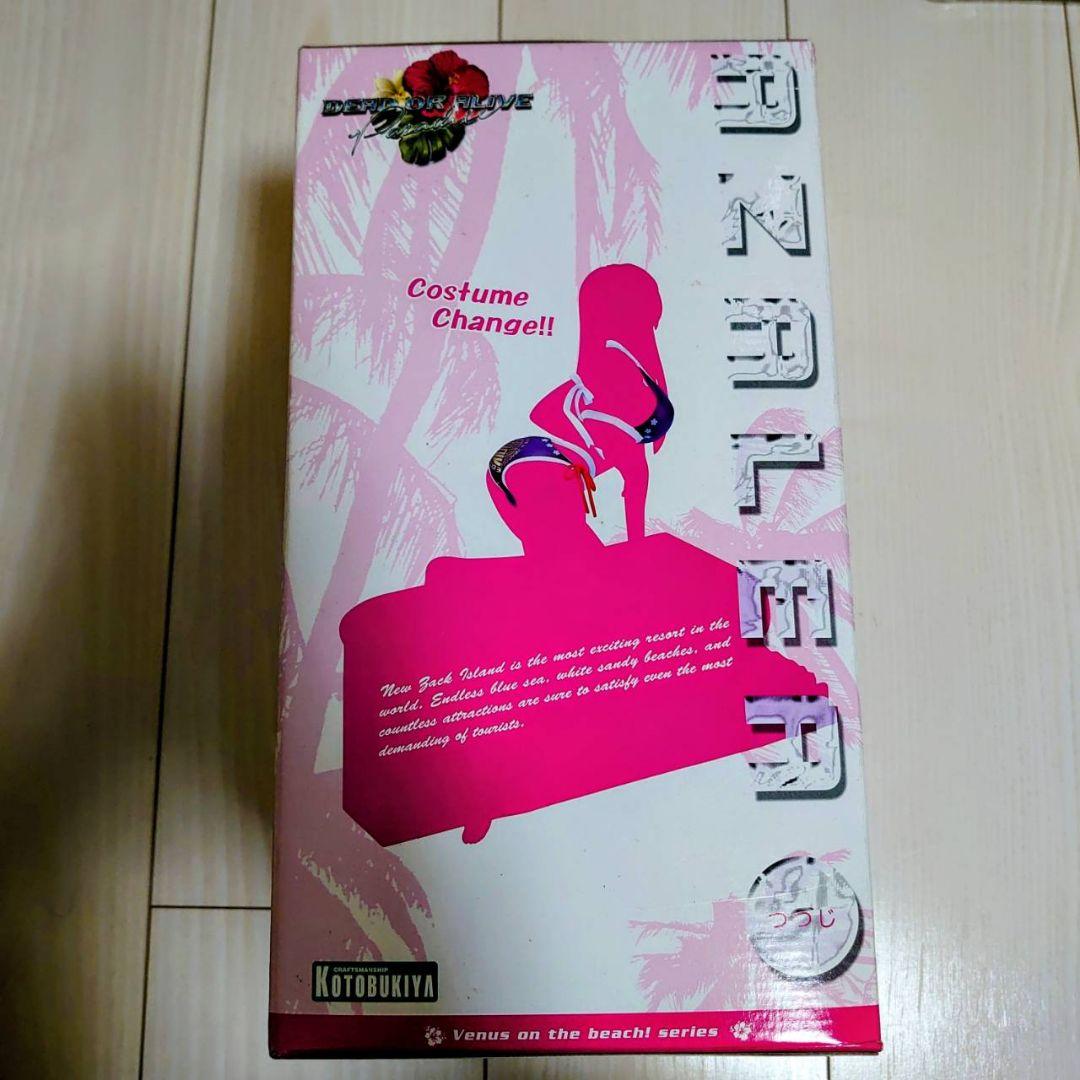 DEAD OR ALIVE
Paradise
AZALEA
つつじ
Costume
Change!!
New Zack Island is the most exciting resort in the
world. Endless blue sea, white sandy beaches, and
countless attractions are sure to satisfy even the most
demanding of tourists.
CRAFTSMANSHIP
KOTOBUKIYA
Venus on the beach! series